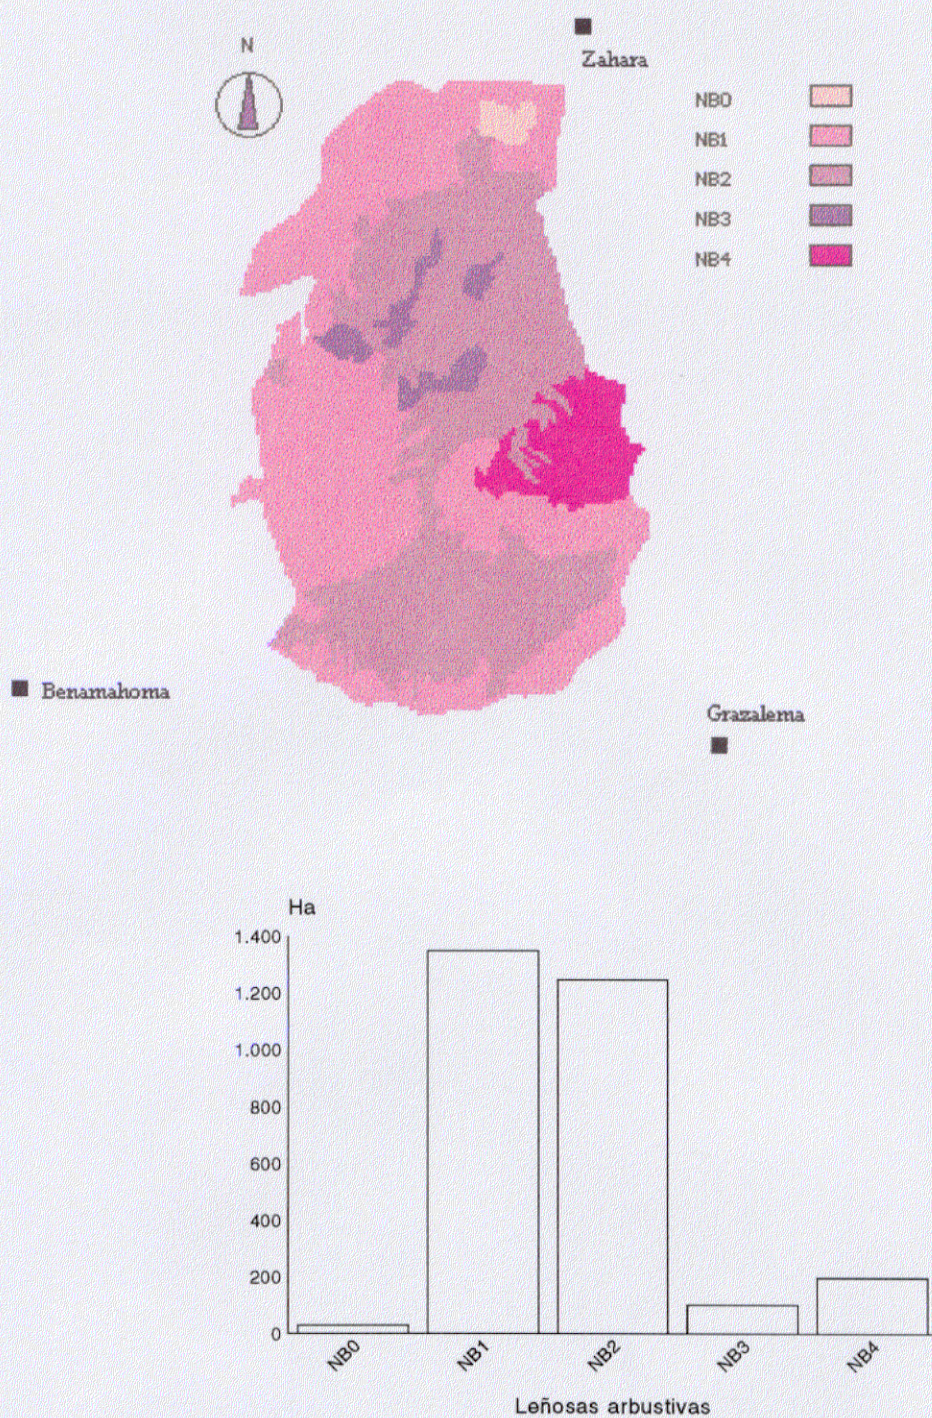 N
Zahara
NB0
NB1
NB2
NB3
NB4
Benamahoma
Grazalema
Ha
1.400
1.200
1.000
800
600
400
200
0
NB0
NB1
NB2
NB3
NB4
Leñosas arbustivas